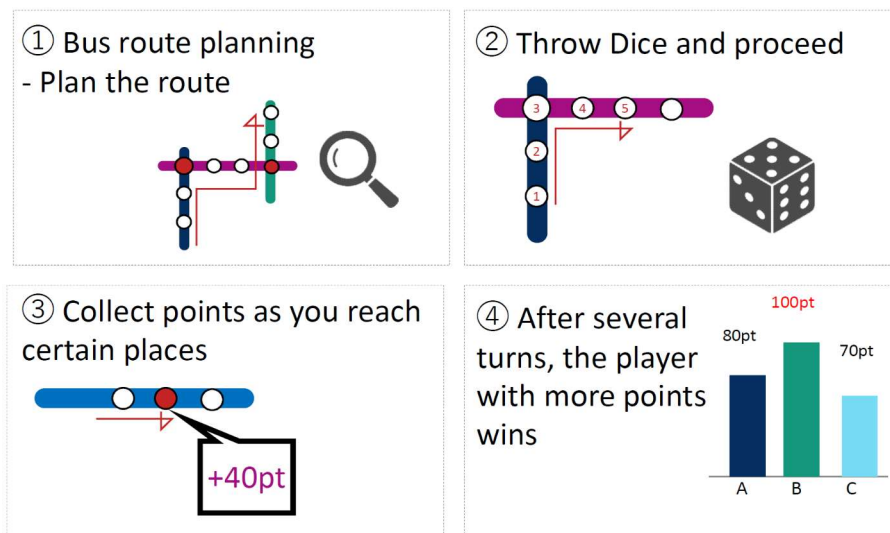 ① Bus route planning
- Plan the route
② Throw Dice and proceed
3 4 5
2
1
③ Collect points as you reach
certain places
+40pt
④ After several
turns, the player
with more points
wins
100pt
80pt
70pt
A B C